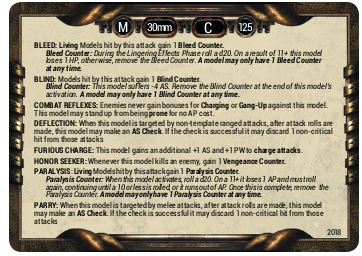 M 30mm C 125
BLEED: Living Models hit by this attack gain 1 Bleed Counter.
Bleed Counter: During the Lingering Effects Phase roll a d20. On a result of 11+ this model
loses 1 HP, otherwise, remove the Bleed Counter. A model may only have 1 Bleed Counter
at any time.
BLIND: Models hit by this attack gain 1 Blind Counter.
Blind Counter: This model suffers -4 AS. Remove the Blind Counter at the end of this model's
activation. A model may only have 1 Blind Counter at any time.
COMBAT REFLEXES: Enemies never gain bonuses for Charging or Gang-Up against this model.
This model may stand up from being prone for no AP cost.
DEFLECTION: When this model is targeted by non-template ranged attacks, after attack rolls are
made, this model may make an AS Check. If the check is successful it may discard 1 non-critical
hit from those attacks
FURIOUS CHARGE: This model gains an additional +1 AS and +1 PW to charge attacks.
HONOR SEEKER: Whenever this model kills an enemy, gain 1 Vengeance Counter.
PARALYSIS: Living Models hit by this attack gain 1 Paralysis Counter.
Paralysis Counter: When this model activates, roll a d20. On a 11+ it loses 1 AP and must roll
again, continuing until a 10 or less is rolled, or it runs out of AP. Once this is complete, remove the
Paralysis Counter. A model may only have 1 Paralysis Counter at any time.
PARRY: When this model is targeted by melee attacks, after attack rolls are made, this model
may make an AS Check. If the check is successful it may discard 1 non-critical hit from those
attacks
2018